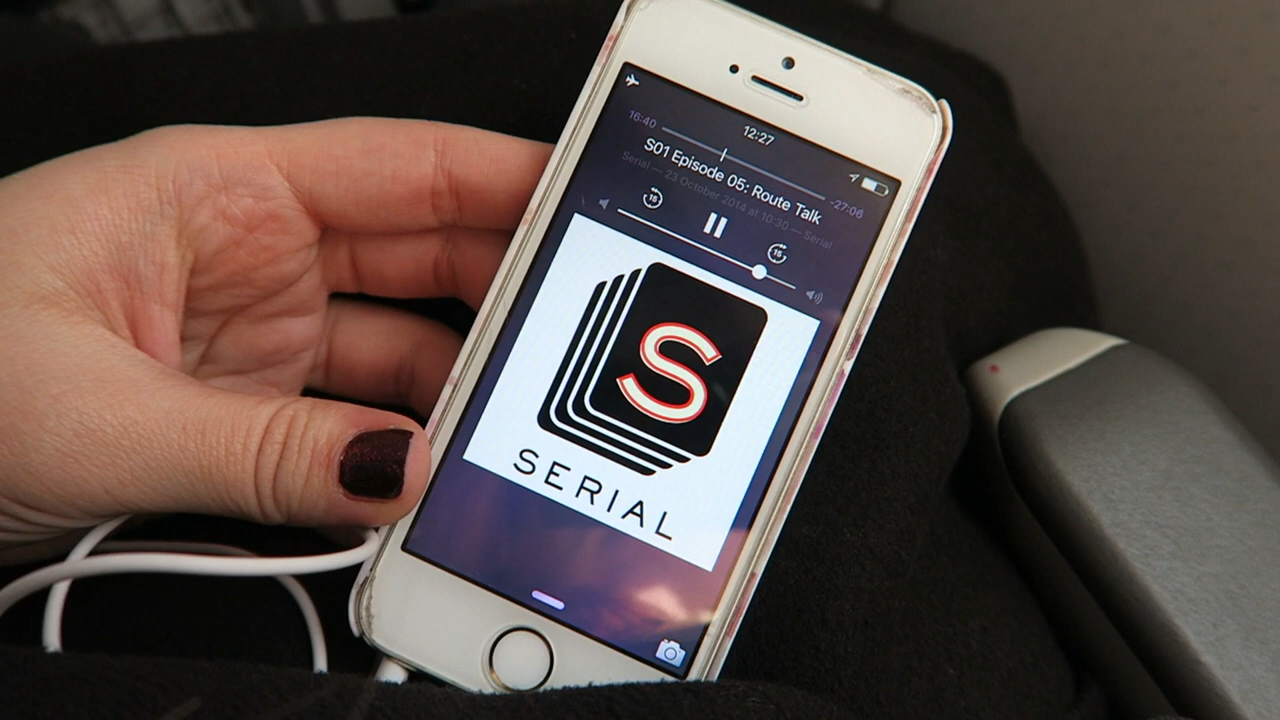 12:27
16:40
-27:06
S01 Episode 05: Route Talk
Serial — 23 October 2014 at 10:30 — Serial
15
15
S
SERIAL